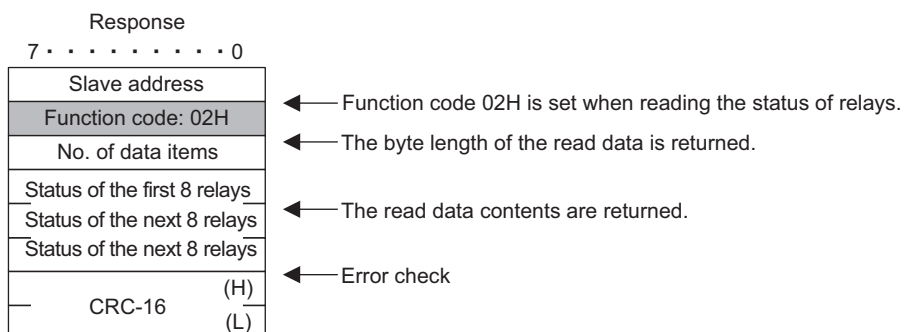 Response
7 · · · · · · · · · 0
Slave address
Function code: 02H
Function code 02H is set when reading the status of relays.
No. of data items
The byte length of the read data is returned.
Status of the first 8 relays
Status of the next 8 relays
The read data contents are returned.
Status of the next 8 relays
Error check
CRC-16 (H)
(L)